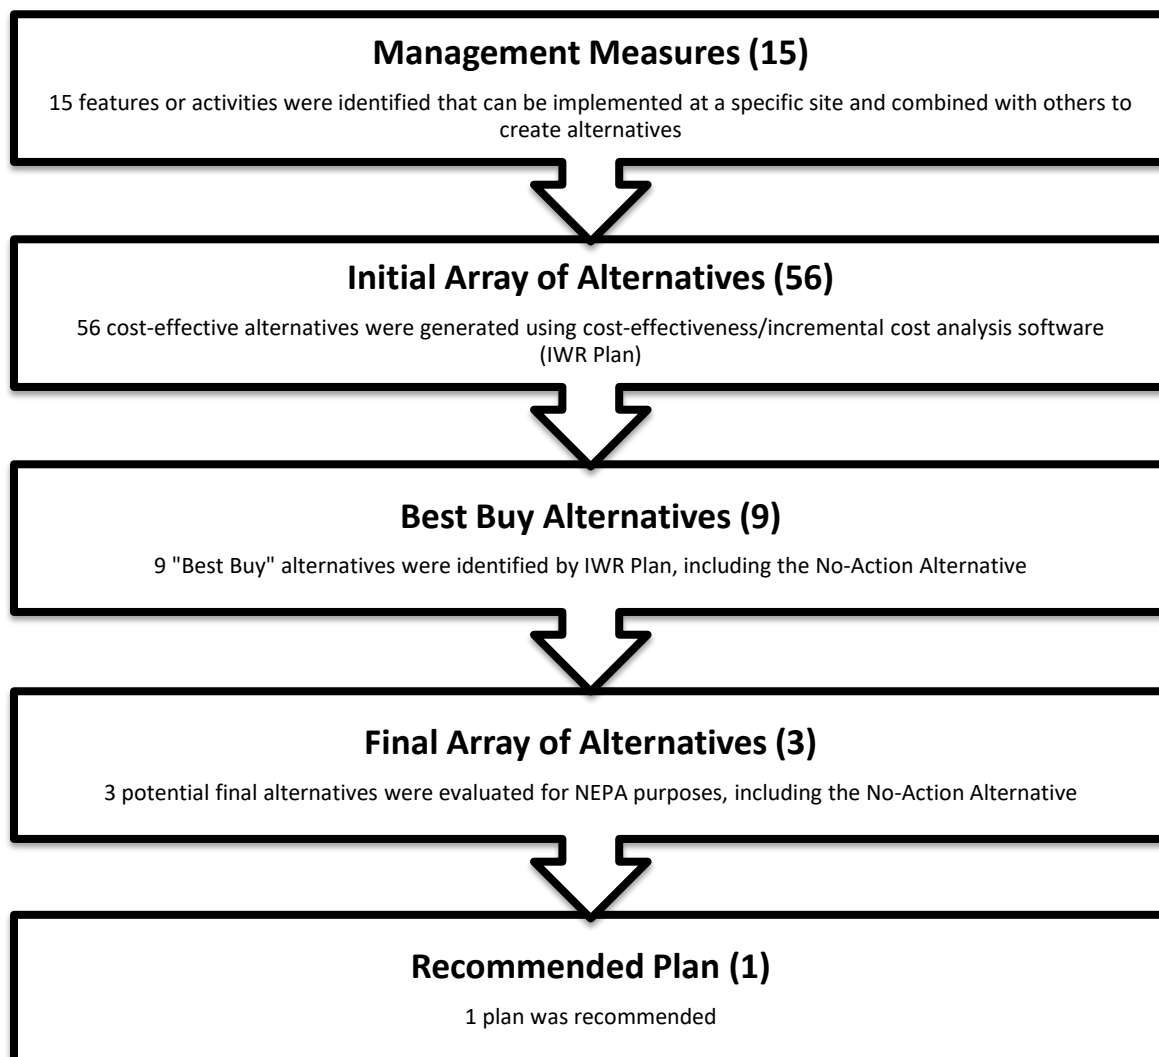 Management Measures (15)
15 features or activities were identified that can be implemented at a specific site and combined with others to
create alternatives
Initial Array of Alternatives (56)
56 cost-effective alternatives were generated using cost-effectiveness/incremental cost analysis software
(IWR Plan)
Best Buy Alternatives (9)
9 "Best Buy" alternatives were identified by IWR Plan, including the No-Action Alternative
Final Array of Alternatives (3)
3 potential final alternatives were evaluated for NEPA purposes, including the No-Action Alternative
Recommended Plan (1)
1 plan was recommended